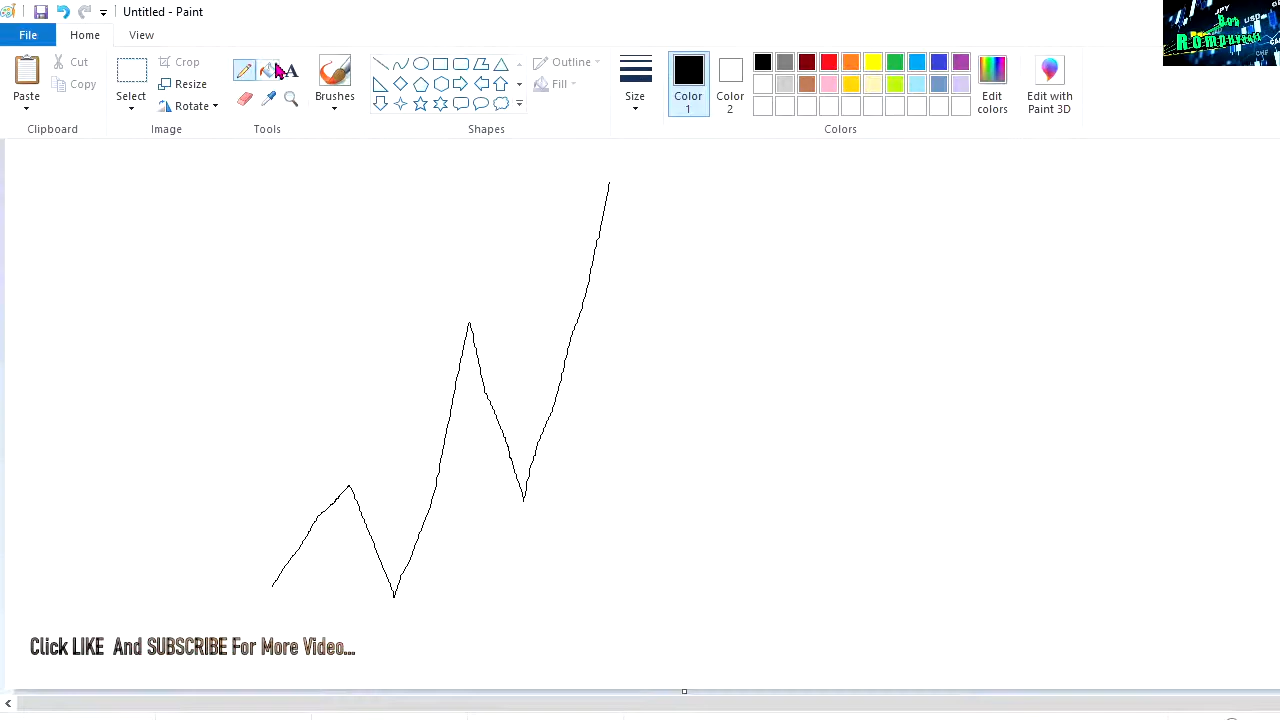 Untitled - Paint
File Home View
Paste
Cut
Copy
Clipboard
Select
Crop
Resize
Rotate
Image
A
Tools
Brushes
Outline
Fill
Shapes
Size
Color 1
Color 2
Edit colors
Colors
Edit with Paint 3D
JPY
USD
Click LIKE And SUBSCRIBE For More Video...